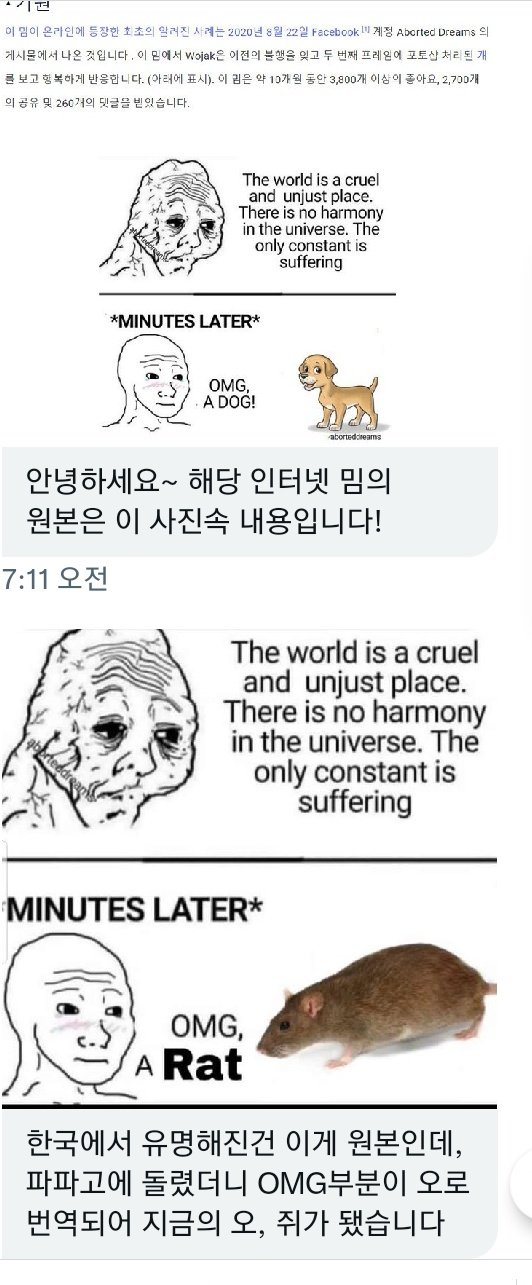 기원
이 밈이 온라인에 등장한 최초의 알려진 사례는 2020년 8월 22일 Facebook [1] 계정 Aborted Dreams 의
게시물에서 나온 것입니다 . 이 밈에서 Wojak은 이전의 불행을 잊고 두 번째 프레임에 포토샵 처리된 개
를 보고 행복하게 반응합니다. (아래에 표시). 이 밈은 약 10개월 동안 3,800개 이상의 좋아요, 2,700개
의 공유 및 260개의 댓글을 받았습니다.
The world is a cruel
and unjust place.
There is no harmony
in the universe. The
only constant is
suffering
*MINUTES LATER*
OMG,
A DOG!
aborteddreams
안녕하세요~ 해당 인터넷 밈의
원본은 이 사진속 내용입니다!
7:11 오전
The world is a cruel
and unjust place.
There is no harmony
in the universe. The
only constant is
suffering
aborteddreams
*MINUTES LATER*
OMG,
A Rat
한국에서 유명해진건 이게 원본인데,
파파고에 돌렸더니 OMG부분이 오로
번역되어 지금의 오, 쥐가 됐습니다